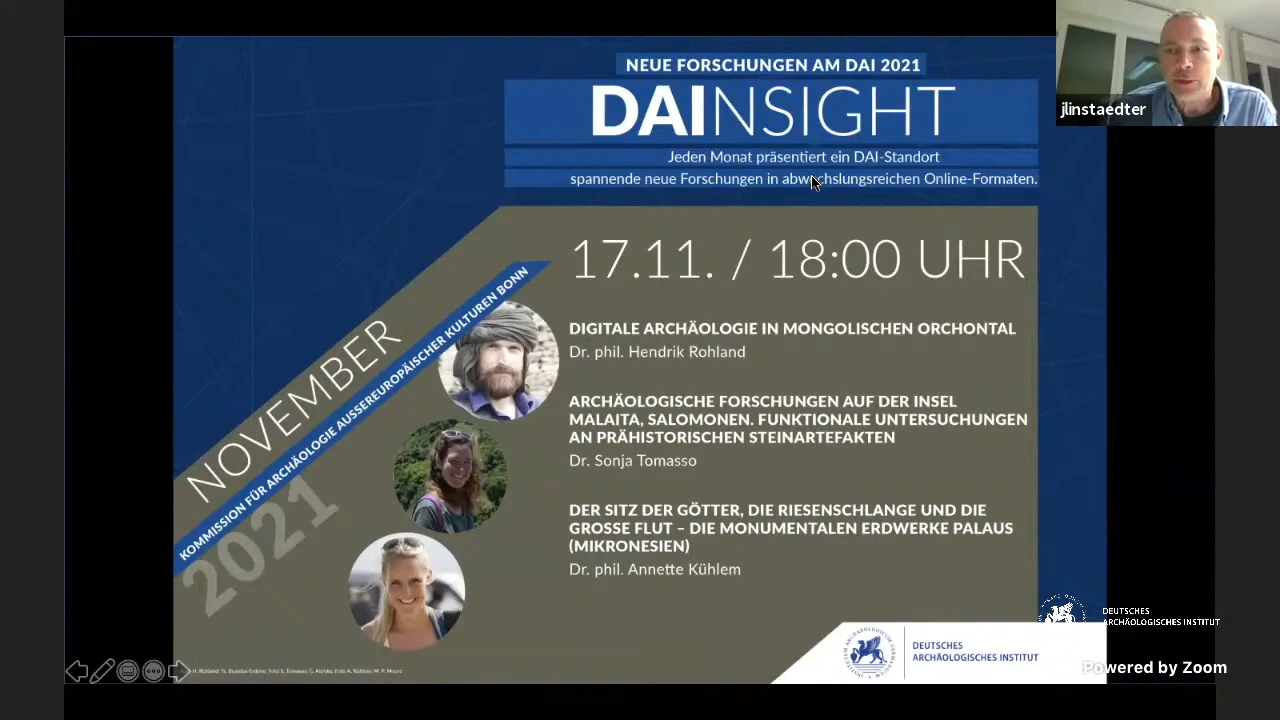 NEUE FORSCHUNGEN AM DAI 2021
DAINSIGHT
Jeden Monat präsentiert ein DAI-Standort
spannende neue Forschungen in abwechslungsreichen Online-Formaten.
jlinstaedter
17.11. / 18:00 UHR
NOVEMBER
KOMMISSION FÜR ARCHÄOLOGIE AUSSEREUROPÄISCHER KULTUREN BONN
2021
DIGITALE ARCHÄOLOGIE IN MONGOLISCHEN ORCHONTAL
Dr. phil. Hendrik Rohland
ARCHÄOLOGISCHE FORSCHUNGEN AUF DER INSEL
MALAITA, SALOMONEN. FUNKTIONALE UNTERSUCHUNGEN
AN PRÄHISTORISCHEN STEINARTEFAKTEN
Dr. Sonja Tomasso
DER SITZ DER GÖTTER, DIE RIESENSCHLANGE UND DIE
GROSSE FLUT – DIE MONUMENTALEN ERDWERKE PALAUS
(MIKRONESIEN)
Dr. phil. Annette Kühlem
DEUTSCHES
ARCHÄOLOGISCHES INSTITUT
DEUTSCHES
ARCHÄOLOGISCHES INSTITUT
Powered by Zoom